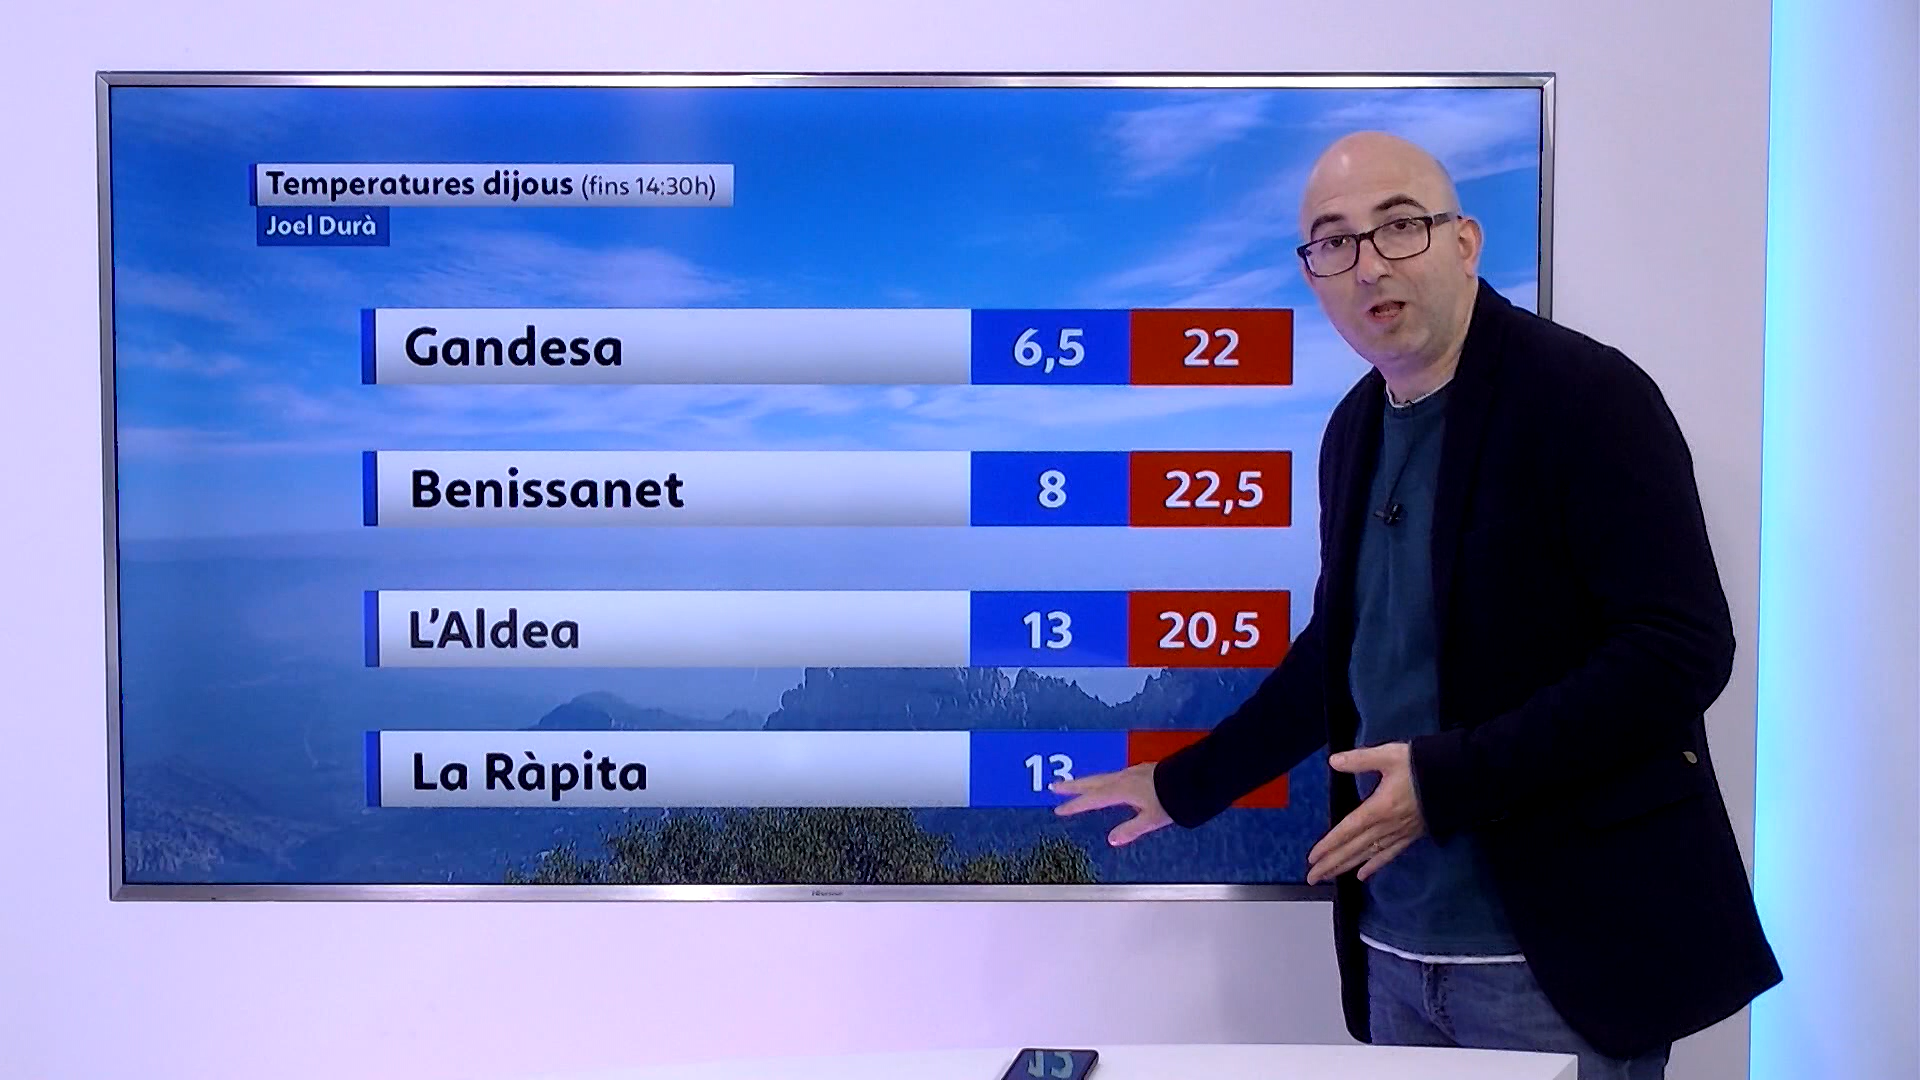 Temperatures dijous (fins 14:30h)
Joel Durà
Gandesa 6,5 22
Benissanet 8 22,5
L'Aldea 13 20,5
La Ràpita 13